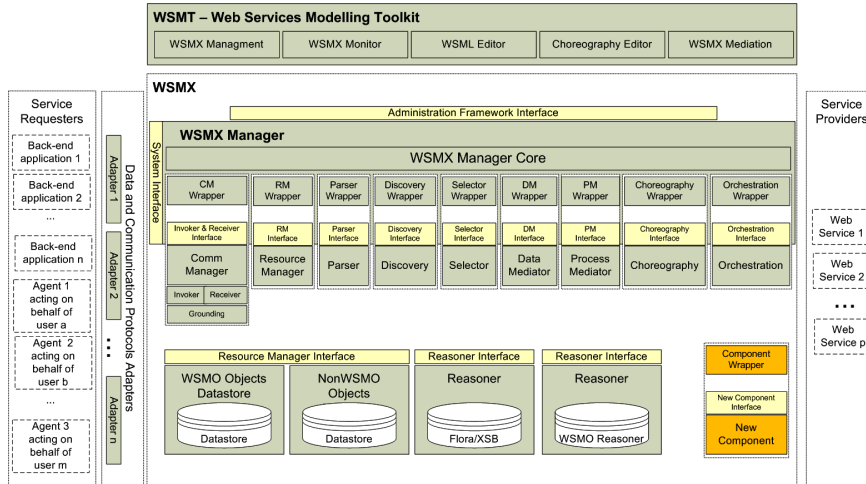 WSMT – Web Services Modelling Toolkit
WSMX Managment
WSMX Monitor
WSML Editor
Choreography Editor
WSMX Mediation
Service
Requesters
Back-end
application 1
Back-end
application 2
...
Back-end
application n
Agent 1
acting on
behalf of
user a
Agent 2
acting on
behalf of
user b
...
Agent 3
acting on
behalf of
user m
Adapter 1
Adapter 2
...
Adapter n
Data and Communication Protocols Adapters
WSMX
Administration Framework Interface
System Interface
WSMX Manager
WSMX Manager Core
CM
Wrapper
RM
Wrapper
Parser
Wrapper
Discovery
Wrapper
Selector
Wrapper
DM
Wrapper
PM
Wrapper
Choreography
Wrapper
Orchestration
Wrapper
Invoker & Receiver
Interface
RM
Interface
Parser
Interface
Discovery
Interface
Selector
Interface
DM
Interface
PM
Interface
Choreography
Interface
Orchestration
Interface
Comm
Manager
Resource
Manager
Parser
Discovery
Selector
Data
Mediator
Process
Mediator
Choreography
Orchestration
Invoker
Receiver
Grounding
Resource Manager Interface
Reasoner Interface
Reasoner Interface
WSMO Objects
Datastore
Datastore
NonWSMO
Objects
Datastore
Reasoner
Flora/XSB
Reasoner
WSMO Reasoner
Component
Wrapper
New Component
Interface
New
Component
Service
Providers
Web
Service 1
Web
Service 2
...
Web
Service p